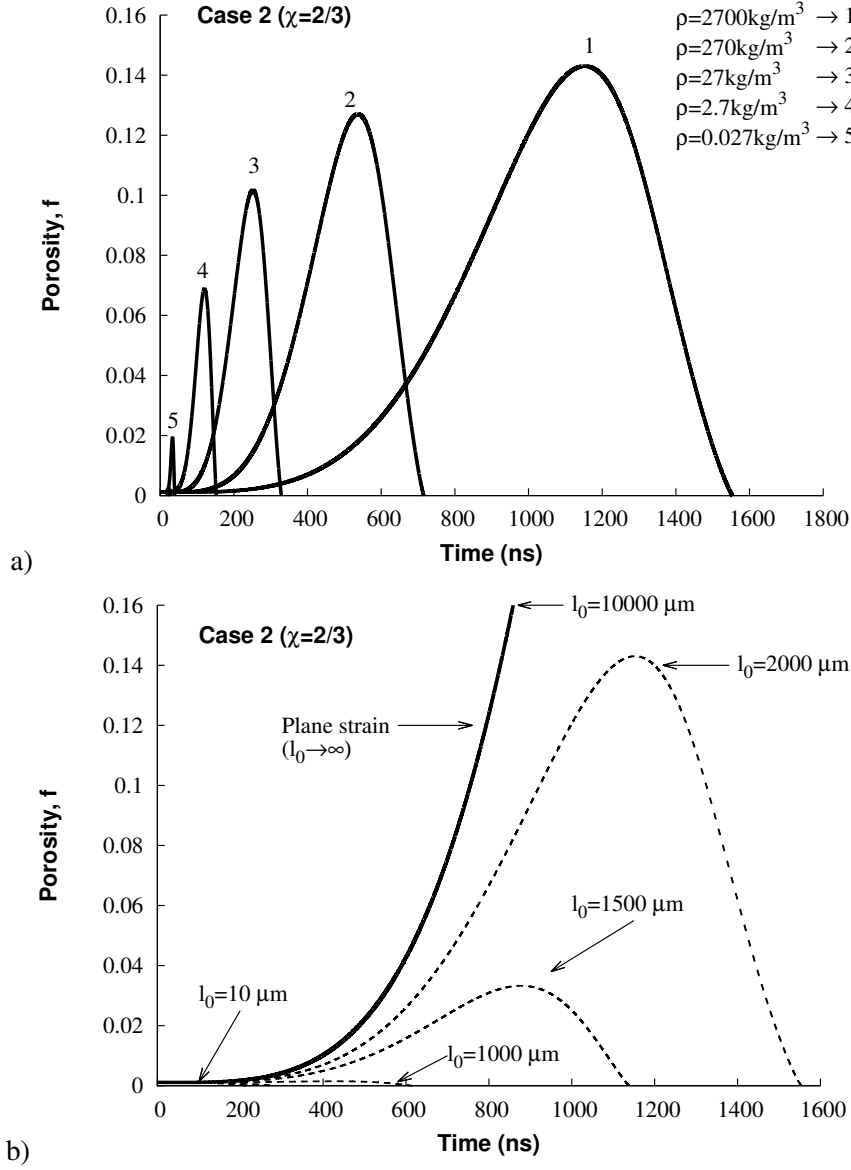 Case 2 (χ=2/3)
ρ=2700kg/m³ → 1
ρ=270kg/m³ → 2
ρ=27kg/m³ → 3
ρ=2.7kg/m³ → 4
ρ=0.027kg/m³ → 5
1
2
3
4
5
0.16
0.14
0.12
0.1
0.08
0.06
0.04
0.02
0
Porosity, f
0 200 400 600 800 1000 1200 1400 1600 1800
Time (ns)
a)
Case 2 (χ=2/3)
l₀=10000 μm
l₀=2000 μm
Plane strain
(l₀→∞)
l₀=1500 μm
l₀=10 μm
l₀=1000 μm
0.16
0.14
0.12
0.1
0.08
0.06
0.04
0.02
0
Porosity, f
0 200 400 600 800 1000 1200 1400 1600
Time (ns)
b)